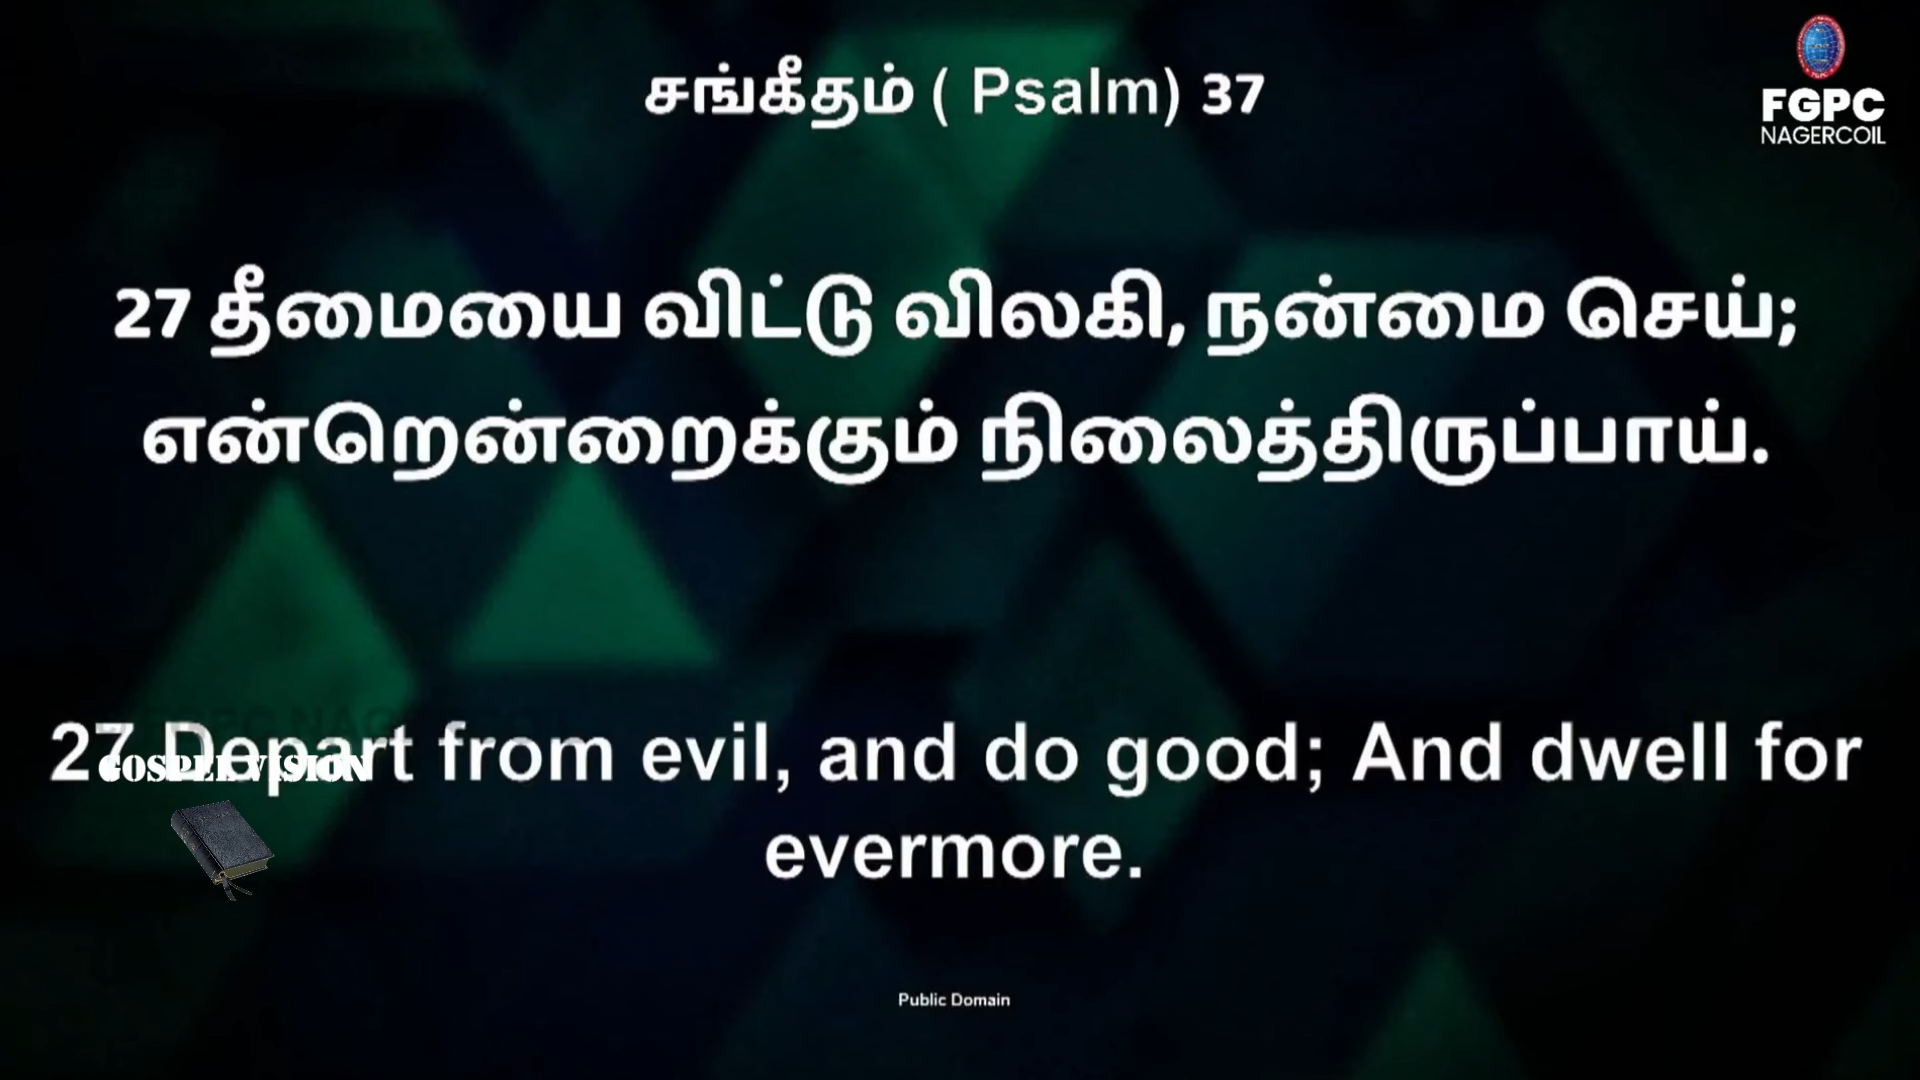 சங்கீதம் ( Psalm) 37
FGPC
NAGERCOIL
27 தீமையை விட்டு விலகி, நன்மை செய்;
என்றென்றைக்கும் நிலைத்திருப்பாய்.
27 Depart from evil, and do good; And dwell for
GOSPEL VISION
evermore.
Public Domain